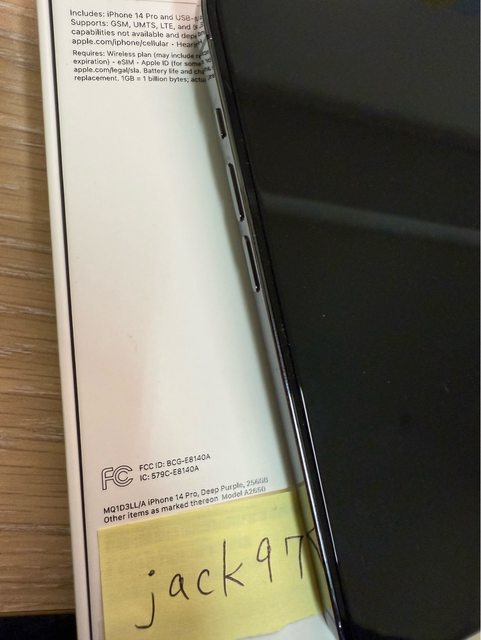 Includes: iPhone 14 Pro and USB-
Supports: GSM, UMTS, LTE, and
capabilities not available and
apple.com/iphone/cellular •
Requires: Wireless plan (may include
expiration) • eSIM • Apple ID (for some
apple.com/legal/sla. Battery life and
replacement. 1GB = 1 billion bytes;
FC FCC ID: BCG-E8140A
IC: 579C-E8140A
MQ1D3LL/A iPhone 14 Pro, Deep Purple, 256GB
Other items as marked thereon Model A2650
jack97